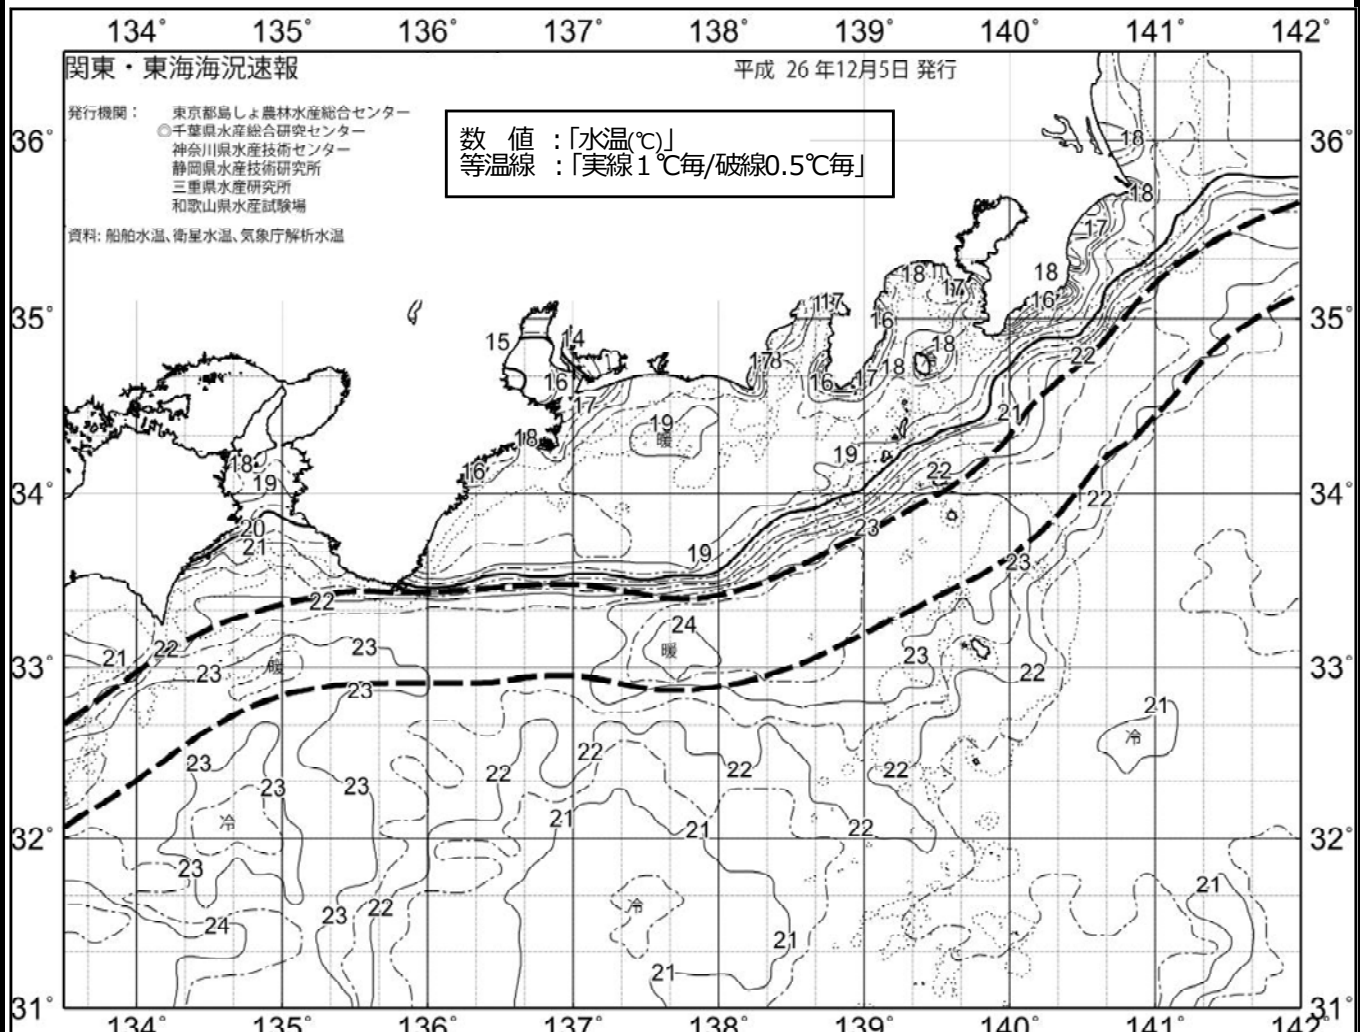 134° 135° 136° 137° 138° 139° 140° 141° 142°
関東・東海海況速報
平成 26年12月5日 発行
発行機関： 東京都島しょ農林水産総合センター
◎千葉県水産総合研究センター
神奈川県水産技術センター
静岡県水産技術研究所
三重県水産研究所
和歌山県水産試験場
資料: 船舶水温、衛星水温、気象庁解析水温
数 値 ：「水温(℃)」
等温線 ：「実線１℃毎/破線0.5℃毎」
36° 18 36°
18
17
18 17 18
35° 17 16 16 35°
15 14 18 22
16 17 16 17 18
17
19 21
暖
18 19
18 16 22
19
34° 22 34°
20 23
21 19 23
22
24
21 22 23 暖 23
33° 23 暖 22 33°
23
21
冷
23 22 22 22
23 23
冷 21 21 22
32° 32°
23
21
24 23 22 冷
21
21
31° 31°
134° 135° 136° 137° 138° 139° 140° 141° 142°